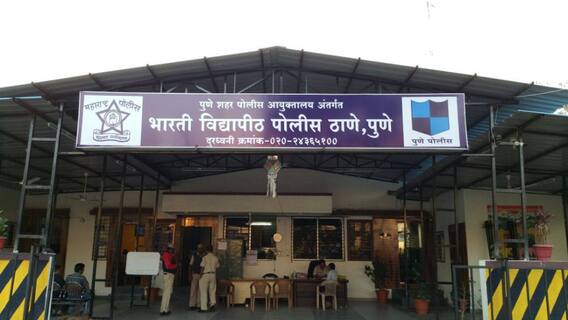 महाराष्ट्र पोलीस
पुणे शहर पोलीस आयुक्तालय अंतर्गत
भारती विद्यापीठ पोलीस ठाणे,पुणे
दुरध्वनी क्रमांक-०२०-२४३६५१००
पुणे पोलीस